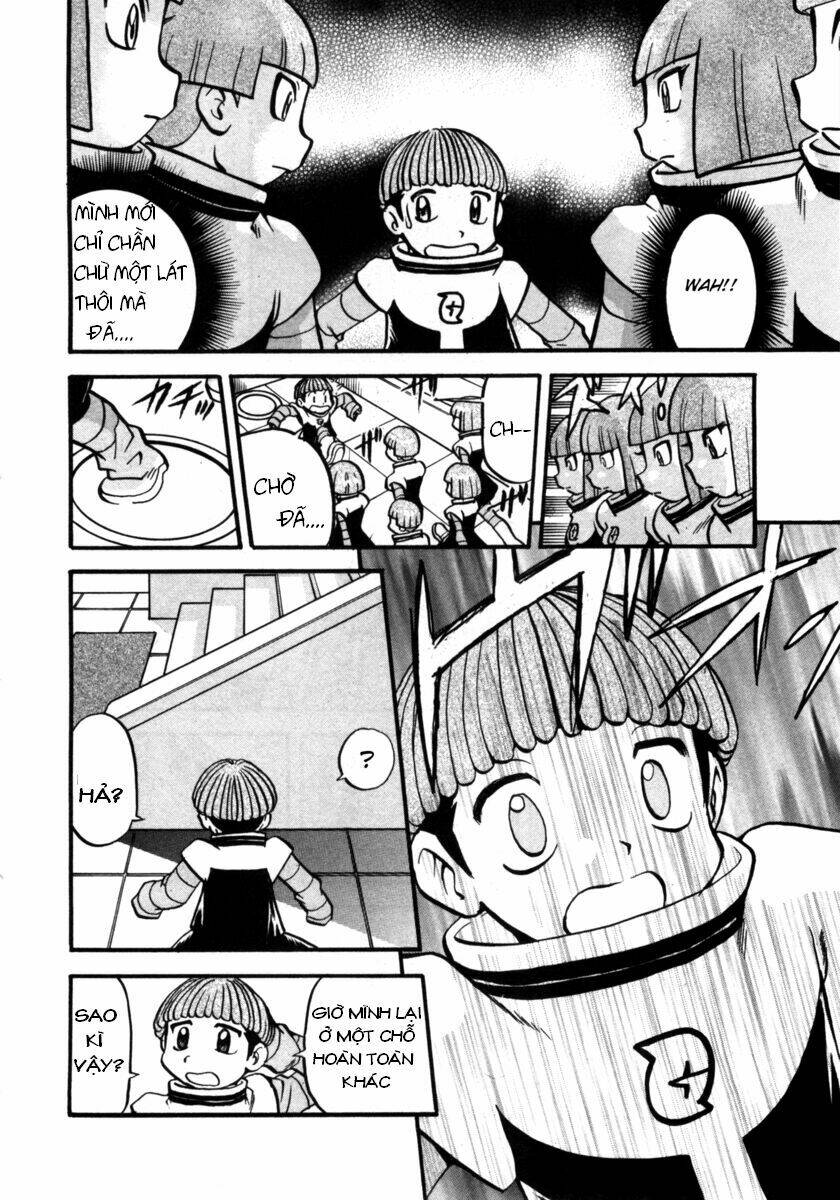 WAH!!
MÌNH MỚI
CHỈ CHẦN
CHỪ MỘT LÁT
THÔI MÀ
ĐÃ....
CH--
CHỜ
ĐÃ....
?
HẢ?
GIỜ MÌNH LẠI
Ở MỘT CHỖ
HOÀN TOÀN
KHÁC
SAO
KÌ
VẬY?